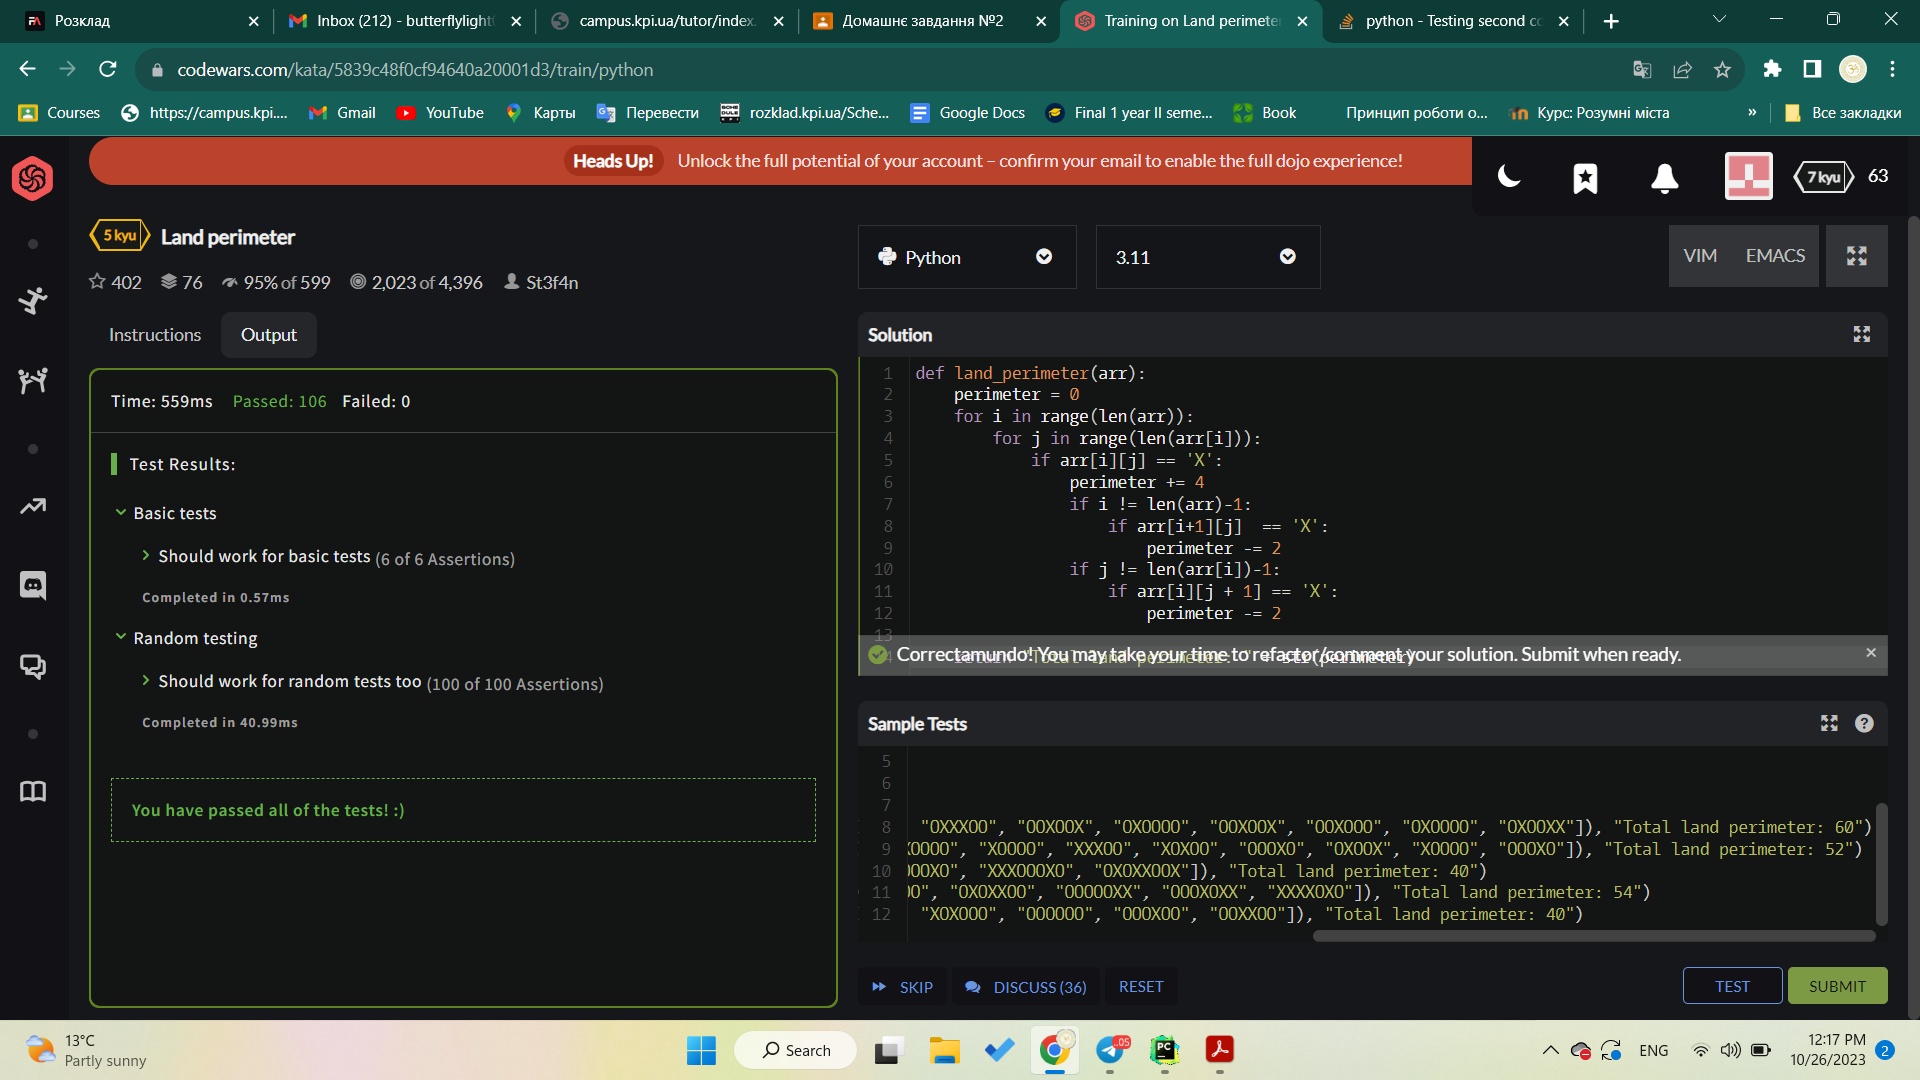 Розклад
Inbox (212) - butterflylight
campus.kpi.ua/tutor/index.
Домашнє завдання №2
Training on Land perimeter
python - Testing second co
codewars.com/kata/5839c48f0cf94640a20001d3/train/python
Courses
https://campus.kpi....
Gmail
YouTube
Карты
Перевести
rozklad.kpi.ua/Sche...
Google Docs
Final 1 year II seme...
Book
Принцип роботи о...
Курс: Розумні міста
»
Все закладки
Heads Up! Unlock the full potential of your account – confirm your email to enable the full dojo experience!
7 kyu
63
5 kyu
Land perimeter
402
76
95% of 599
2,023 of 4,396
St3f4n
Python
3.11
VIM
EMACS
Instructions
Output
Time: 559ms Passed: 106 Failed: 0
Test Results:
Basic tests
Should work for basic tests (6 of 6 Assertions)
Completed in 0.57ms
Random testing
Should work for random tests too (100 of 100 Assertions)
Completed in 40.99ms
You have passed all of the tests! :)
Solution
1 def land_perimeter(arr):
2 perimeter = 0
3 for i in range(len(arr)):
4 for j in range(len(arr[i])):
5 if arr[i][j] == 'X':
6 perimeter += 4
7 if i != len(arr)-1:
8 if arr[i+1][j]  == 'X':
9 perimeter -= 2
10 if j != len(arr[i])-1:
11 if arr[i][j + 1] == 'X':
12 perimeter -= 2
13
14 return "Total land perimeter: " + str(perimeter)
Correctamundo! You may take your time to refactor/comment your solution. Submit when ready.
Sample Tests
5
6
7
8 "OXXXOO", "OOXOOX", "OXOOOO", "OOXOOX", "OOXOOO", "OXOOOO", "OXOOXX"]), "Total land perimeter: 60")
9 XOOOO", "XOOOO", "XXXOO", "XOXOO", "OOOXO", "OXOOX", "XOOOO", "OOOXO"]), "Total land perimeter: 52")
10 OOOXO", "XXXOOOXO", "OXOXXOOX"]), "Total land perimeter: 40")
11 OO", "OXOXXOO", "OOOOOXX", "OOOXOXX", "XXXXOXO"]), "Total land perimeter: 54")
12 "XOXOOO", "OOOOOO", "OOOXOO", "OOXXOO"]), "Total land perimeter: 40")
SKIP
DISCUSS (36)
RESET
TEST
SUBMIT
13°C
Partly sunny
Search
..05
PC
ENG
12:17 PM
10/26/2023
2